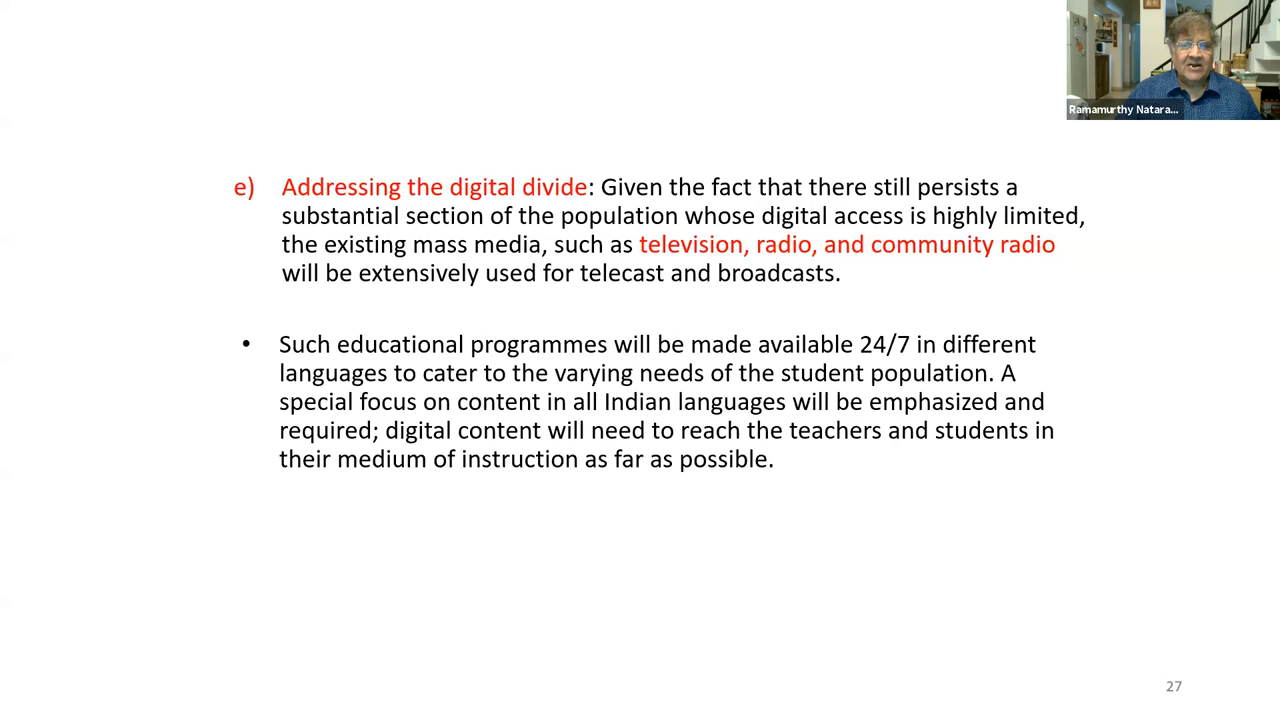 Ramamurthy Natara...
e) Addressing the digital divide: Given the fact that there still persists a
substantial section of the population whose digital access is highly limited,
the existing mass media, such as television, radio, and community radio
will be extensively used for telecast and broadcasts.
• Such educational programmes will be made available 24/7 in different
languages to cater to the varying needs of the student population. A
special focus on content in all Indian languages will be emphasized and
required; digital content will need to reach the teachers and students in
their medium of instruction as far as possible.
27